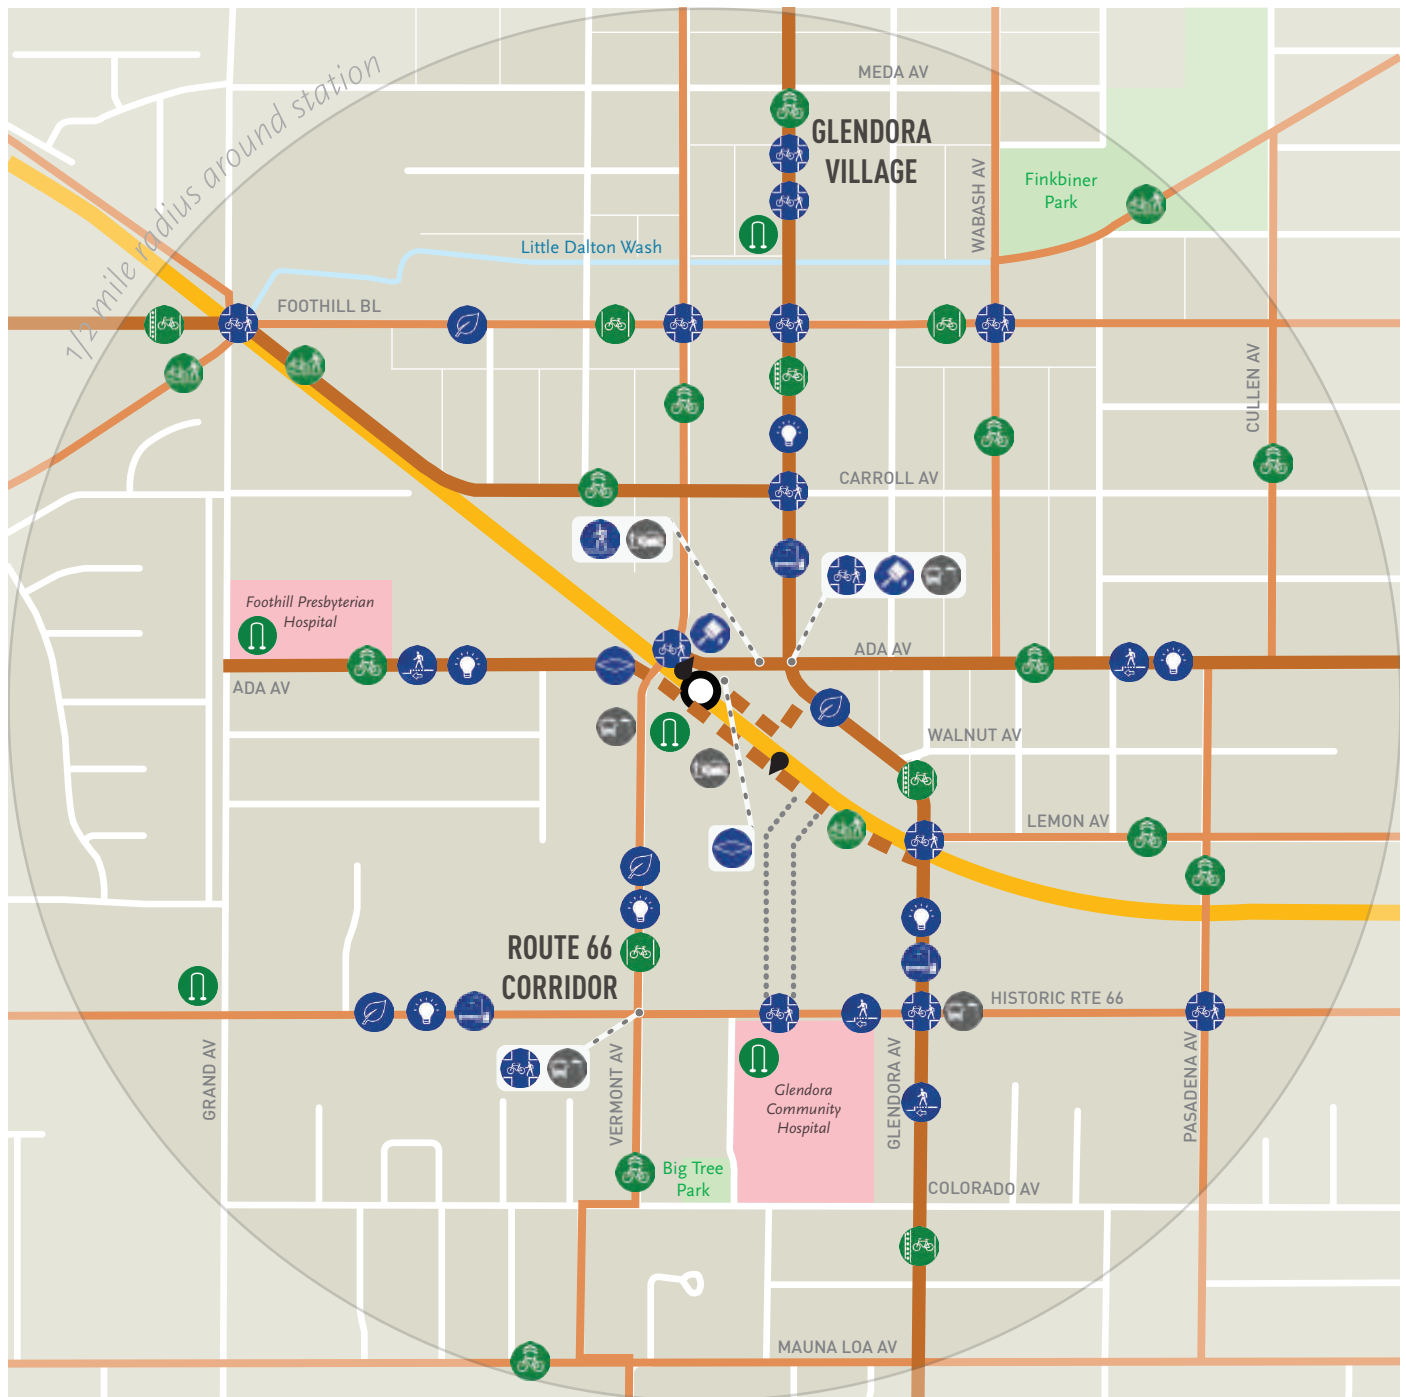 1/2 mile radius around station
MEDA AV
GLENDORA
VILLAGE
WABASH AV
Finkbiner
Park
Little Dalton Wash
FOOTHILL BL
CULLEN AV
CARROLL AV
Foothill Presbyterian
Hospital
ADA AV
ADA AV
WALNUT AV
LEMON AV
ROUTE 66
CORRIDOR
HISTORIC RTE 66
GRAND AV
VERMONT AV
GLENDORA AV
PASADENA AV
Glendora
Community
Hospital
Big Tree
Park
COLORADO AV
MAUNA LOA AV